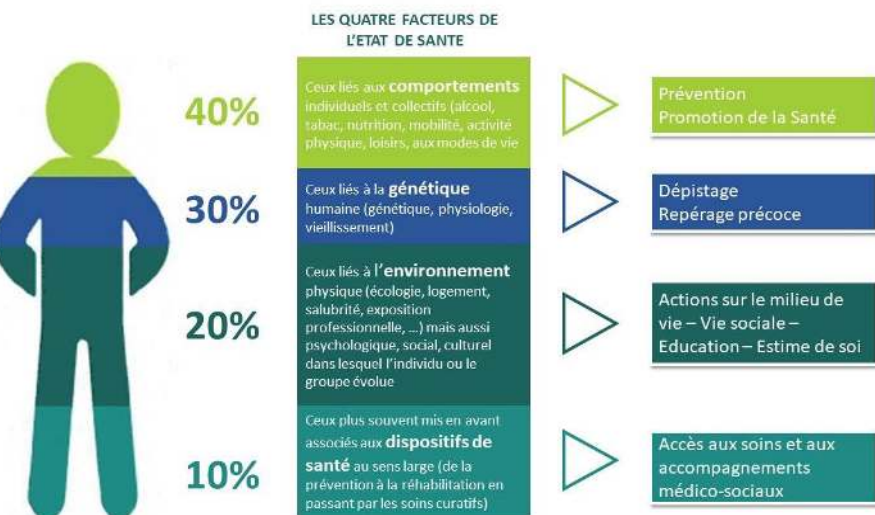 LES QUATRE FACTEURS DE
L'ETAT DE SANTE
40%
Ceux liés aux comportements
individuels et collectifs (alcool,
tabac, nutrition, mobilité, activité
physique, loisirs, aux modes de vie
Prévention
Promotion de la Santé
30%
Ceux liés à la génétique
humaine (génétique, physiologie,
vieillissement)
Dépistage
Repérage précoce
20%
Ceux liés à l'environnement
physique (écologie, logement,
salubrité, exposition
professionnelle, ...) mais aussi
psychologique, social, culturel
dans lesquel l'individu ou le
groupe évolue
Actions sur le milieu de
vie – Vie sociale –
Education – Estime de soi
10%
Ceux plus souvent mis en avant
associés aux dispositifs de
santé au sens large (de la
prévention à la réhabilitation en
passant par les soins curatifs)
Accès aux soins et aux
accompagnements
médico-sociaux